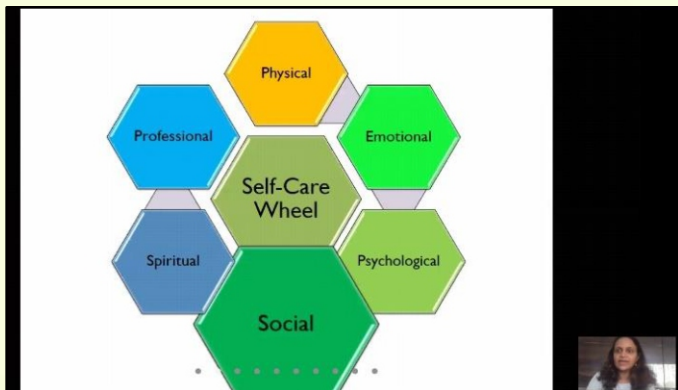 Physical
Professional
Emotional
Self-Care
Wheel
Spiritual
Psychological
Social